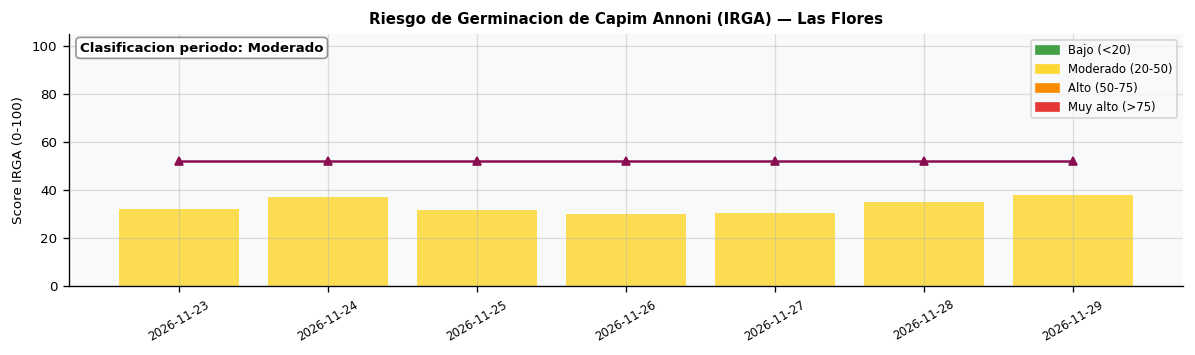 Riesgo de Germinacion de Capim Annoni (IRGA) — Las Flores
Clasificacion periodo: Moderado
Bajo (<20)
Moderado (20-50)
Alto (50-75)
Muy alto (>75)
Score IRGA (0-100)
100
80
60
40
20
0
2026-11-23
2026-11-24
2026-11-25
2026-11-26
2026-11-27
2026-11-28
2026-11-29